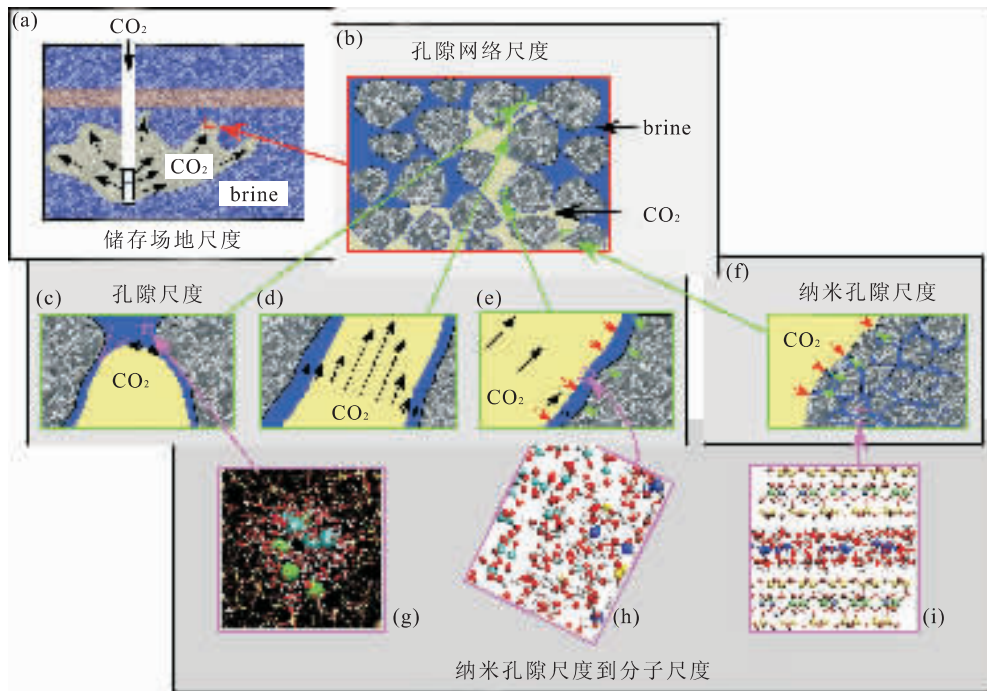 (a)
CO₂
CO₂
brine
储存场地尺度
(b)
孔隙网络尺度
brine
CO₂
孔隙尺度
(c)
CO₂
(d)
CO₂
(e)
CO₂
(f)
纳米孔隙尺度
CO₂
(g)
(h)
(i)
纳米孔隙尺度到分子尺度